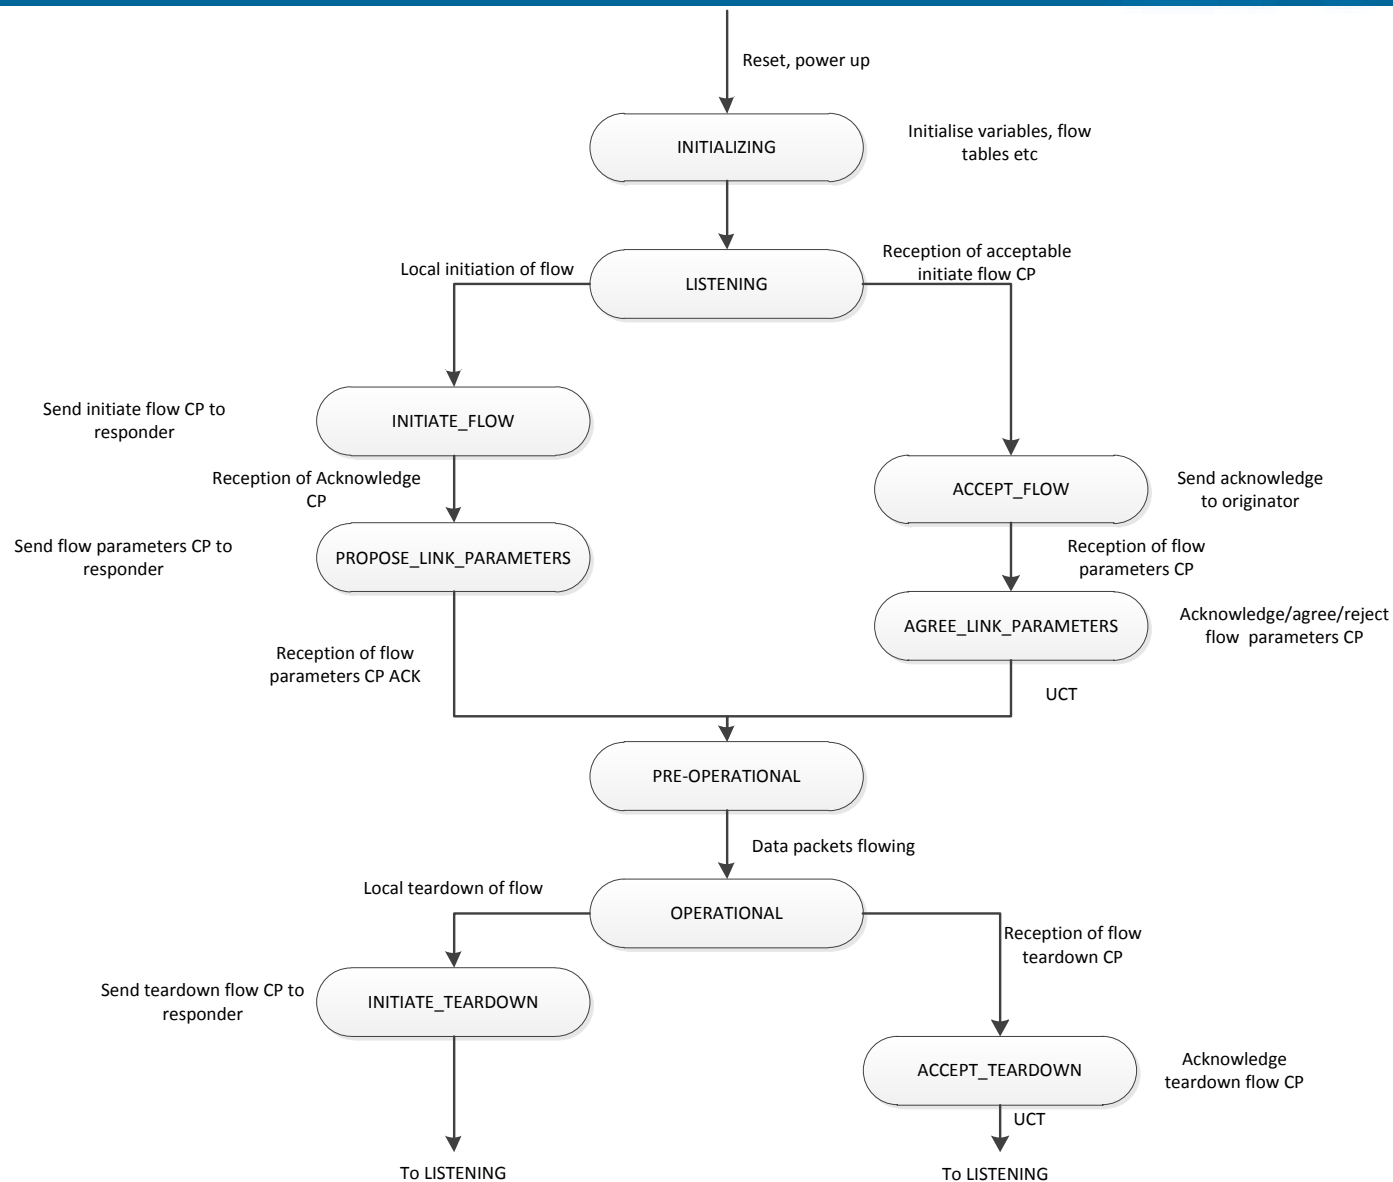 Reset, power up
INITIALIZING
Initialise variables, flow
tables etc
Local initiation of flow
LISTENING
Reception of acceptable
initiate flow CP
Send initiate flow CP to
responder
INITIATE_FLOW
Reception of Acknowledge
CP
ACCEPT_FLOW
Send acknowledge
to originator
Send flow parameters CP to
responder
PROPOSE_LINK_PARAMETERS
Reception of flow
parameters CP
AGREE_LINK_PARAMETERS
Acknowledge/agree/reject
flow parameters CP
Reception of flow
parameters CP ACK
UCT
PRE-OPERATIONAL
Data packets flowing
Local teardown of flow
OPERATIONAL
Reception of flow
teardown CP
Send teardown flow CP to
responder
INITIATE_TEARDOWN
ACCEPT_TEARDOWN
Acknowledge
teardown flow CP
UCT
To LISTENING
To LISTENING